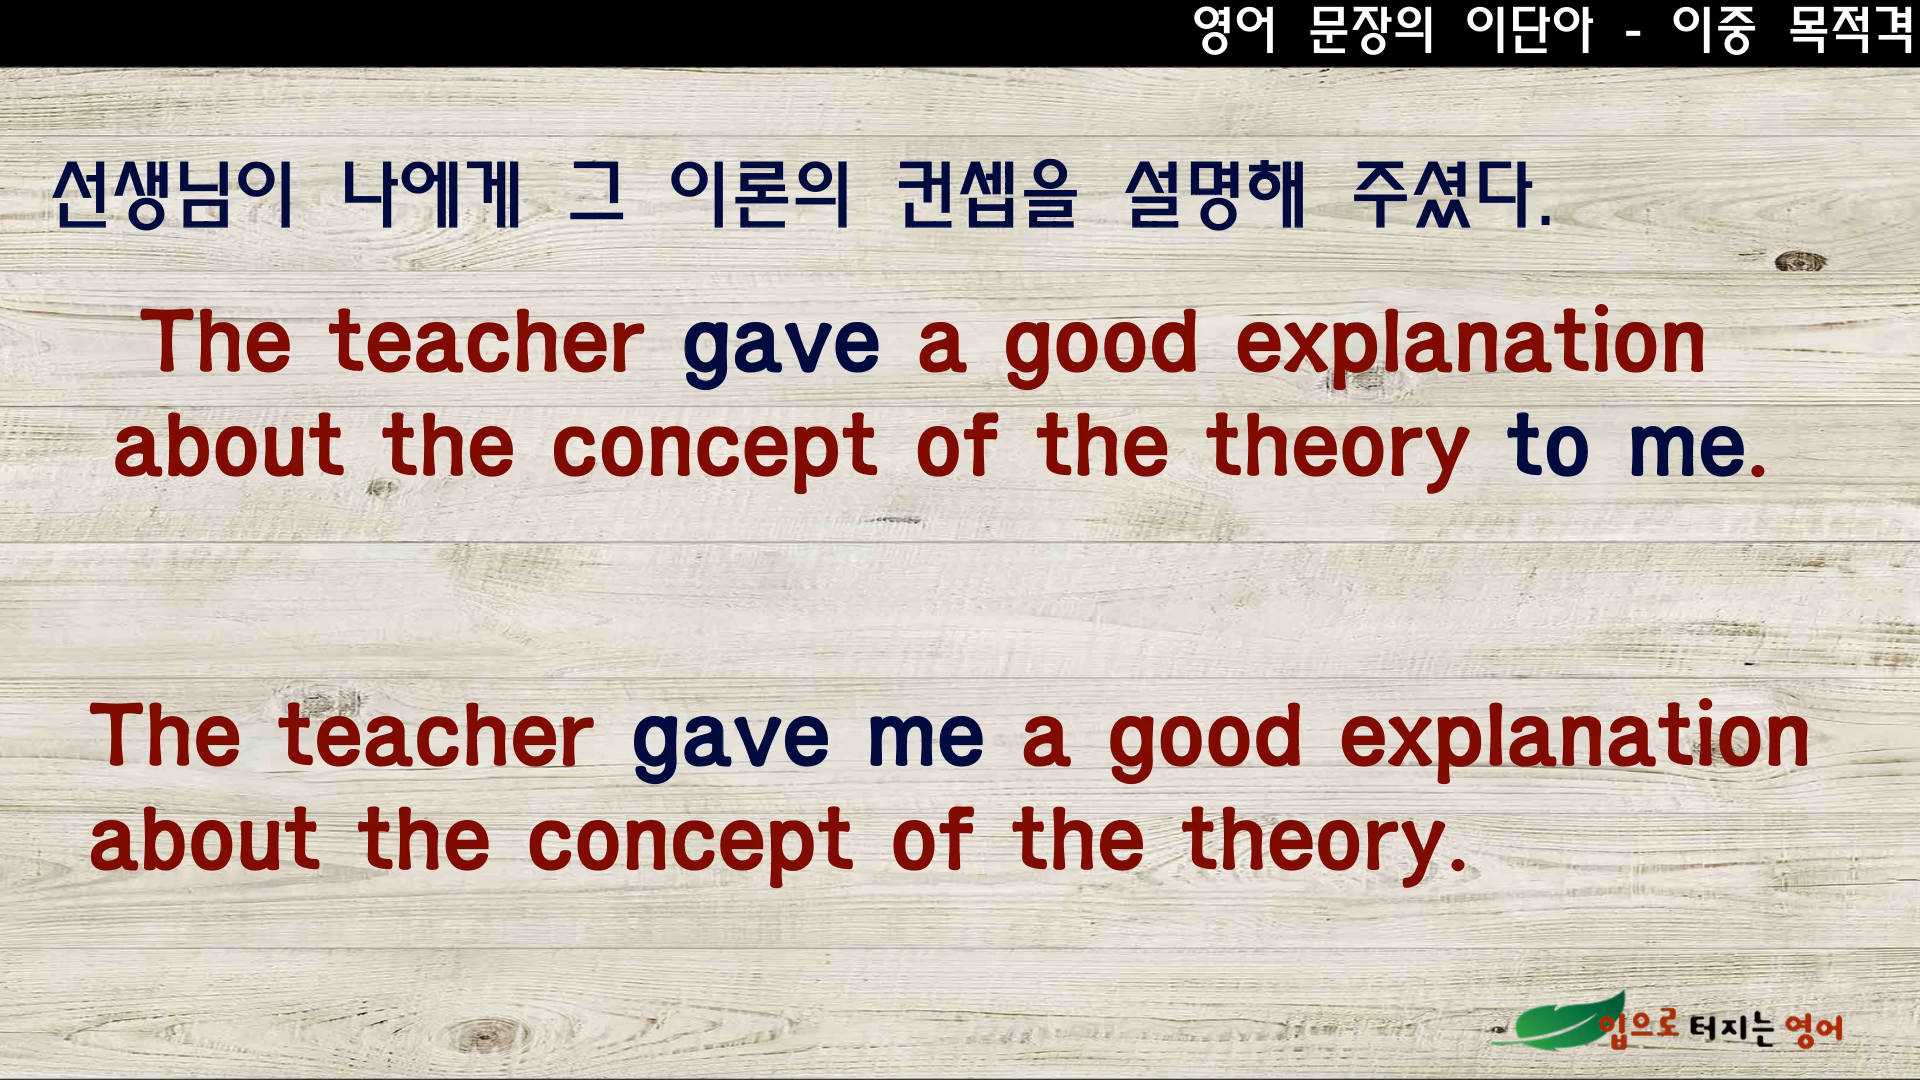 영어 문장의 이단아 - 이중 목적격
선생님이 나에게 그 이론의 컨셉을 설명해 주셨다.
The teacher gave a good explanation
about the concept of the theory to me.
The teacher gave me a good explanation
about the concept of the theory.
입으로 터지는 영어